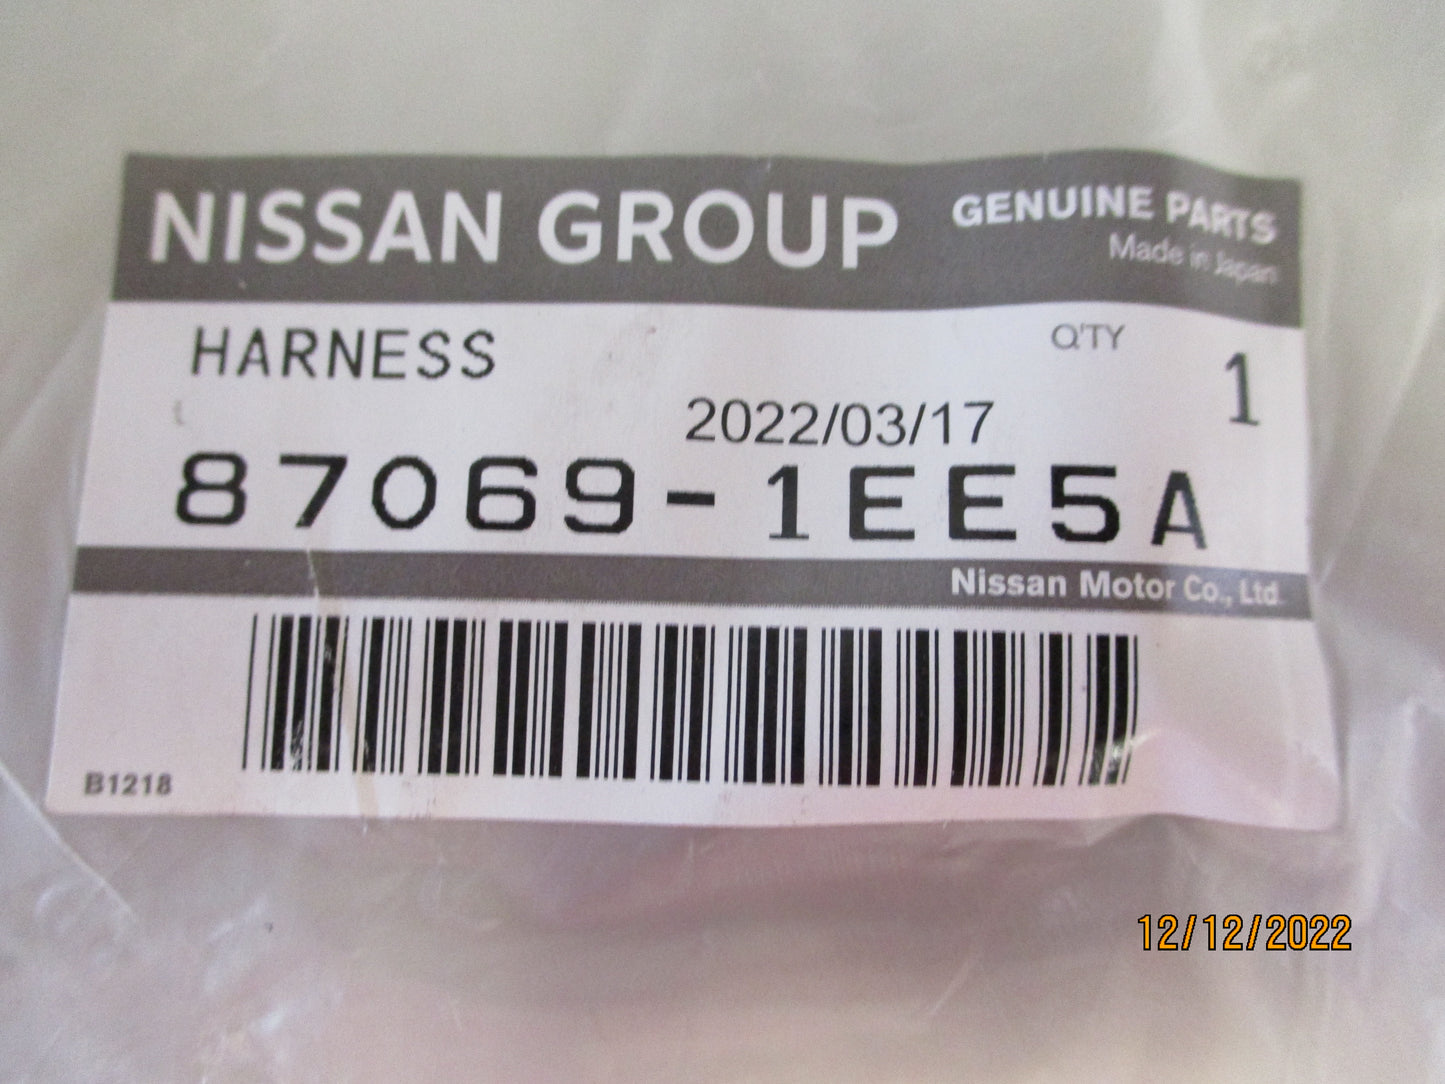 NISSAN GROUP
GENUINE PARTS
Made in Japan
HARNESS
Q'TY
1
2022/03/17
87069-1EE5A
Nissan Motor Co., Ltd.
B1218
12/12/2022